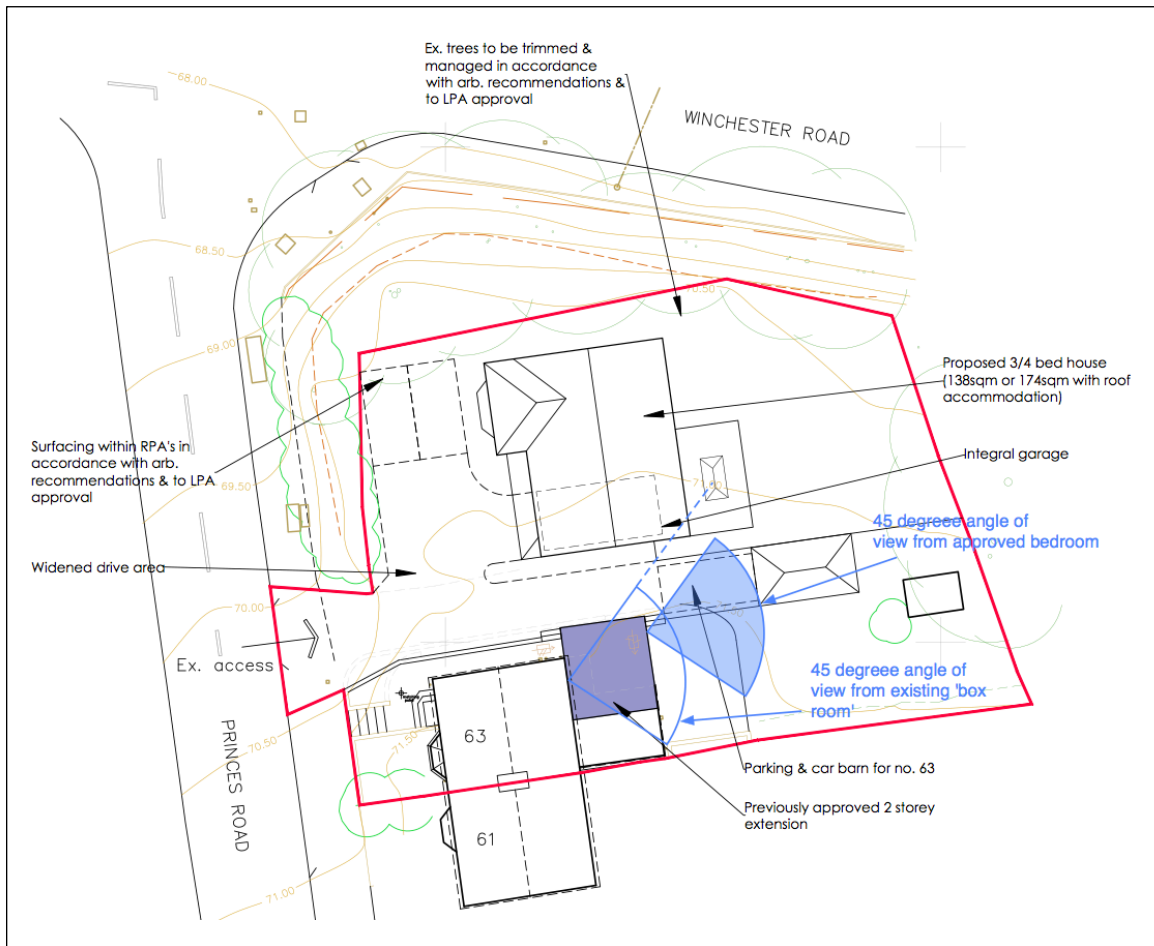 Ex. trees to be trimmed &
managed in accordance
with arb. recommendations &
to LPA approval
WINCHESTER ROAD
68.00
68.50
70.50
69.00
Proposed 3/4 bed house
(138sqm or 174sqm with roof
accommodation)
Surfacing within RPA's in
accordance with arb.
recommendations & to LPA
approval
Integral garage
69.50
45 degreee angle of
view from approved bedroom
Widened drive area
70.00
Ex. access
45 degreee angle of
view from existing 'box
room'
PRINCES ROAD
70.50
71.50
63
Parking & car barn for no. 63
Previously approved 2 storey
extension
61
71.00